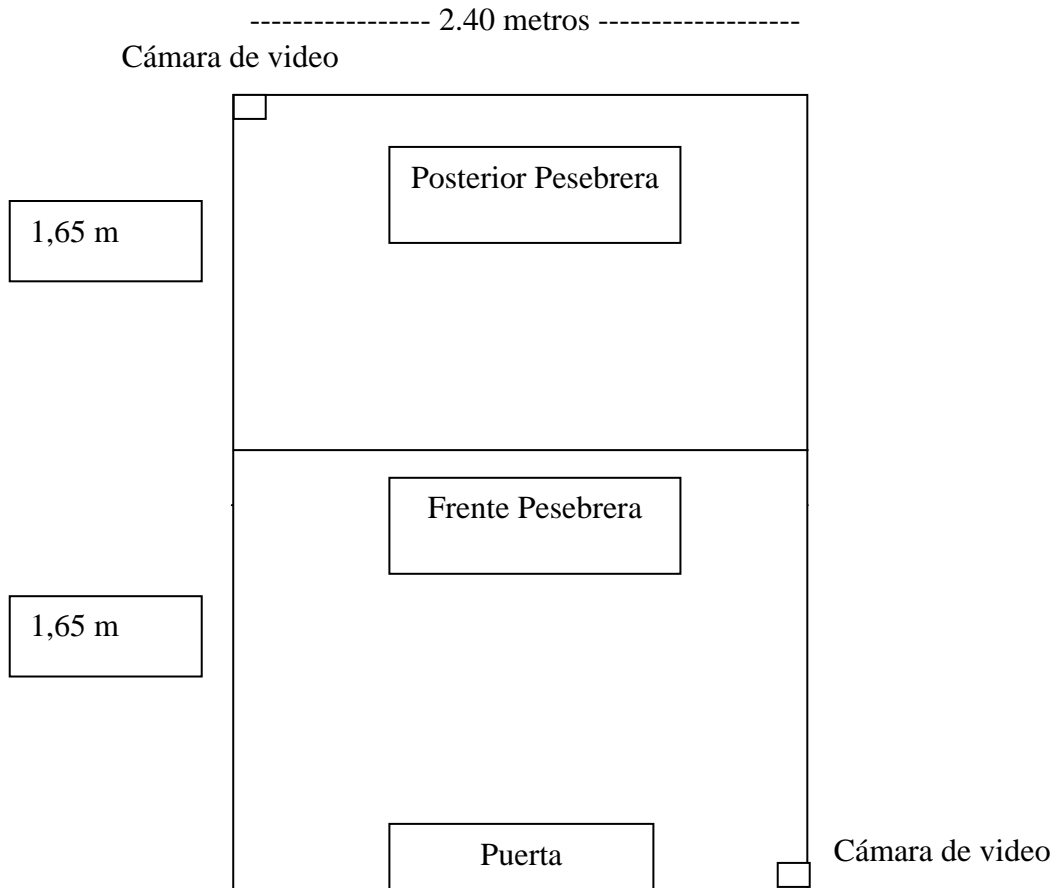 ---------------- 2.40 metros ------------------
Cámara de video
Posterior Pesebrera
1,65 m
Frente Pesebrera
1,65 m
Puerta
Cámara de video